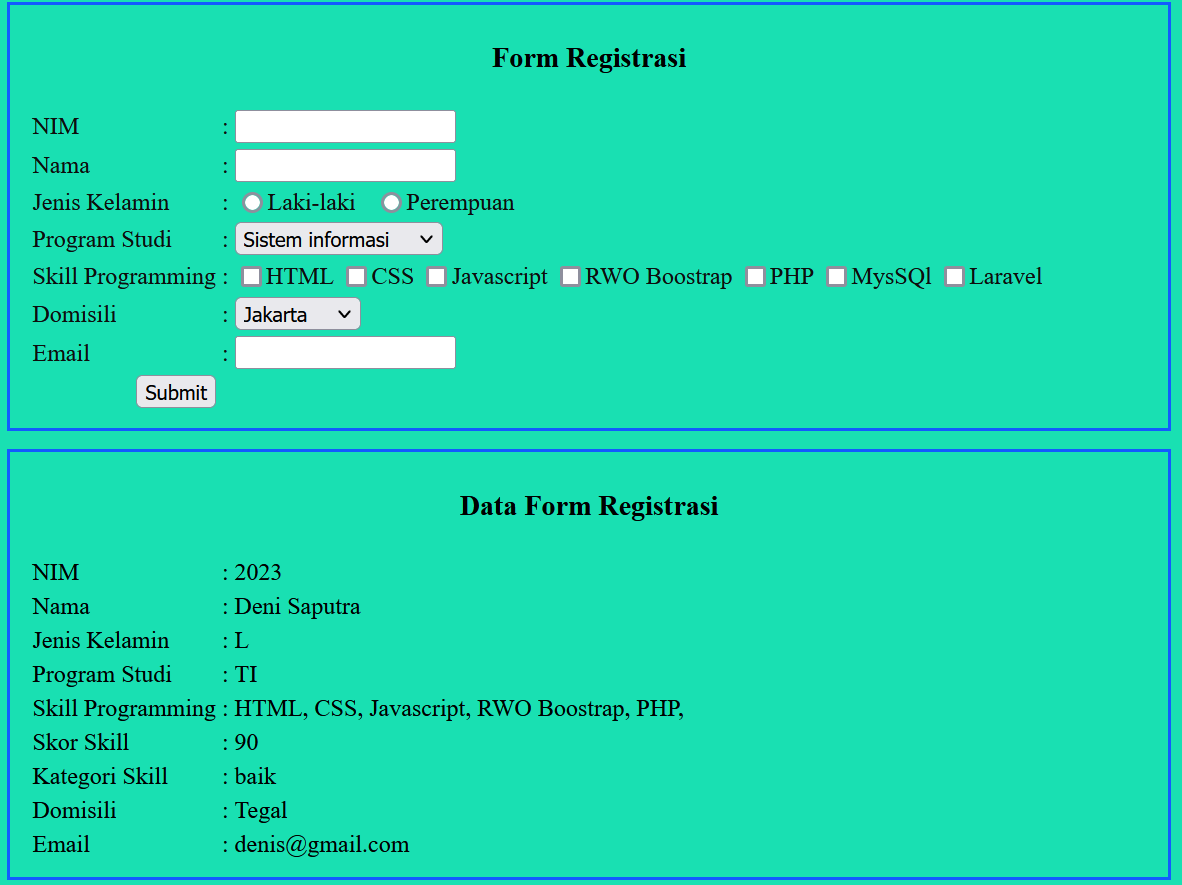 Form Registrasi
NIM :
Nama :
Jenis Kelamin : Laki-laki Perempuan
Program Studi : Sistem informasi
Skill Programming : HTML CSS Javascript RWO Boostrap PHP MysSQl Laravel
Domisili : Jakarta
Email :
Submit
Data Form Registrasi
NIM : 2023
Nama : Deni Saputra
Jenis Kelamin : L
Program Studi : TI
Skill Programming : HTML, CSS, Javascript, RWO Boostrap, PHP,
Skor Skill : 90
Kategori Skill : baik
Domisili : Tegal
Email : denis@gmail.com